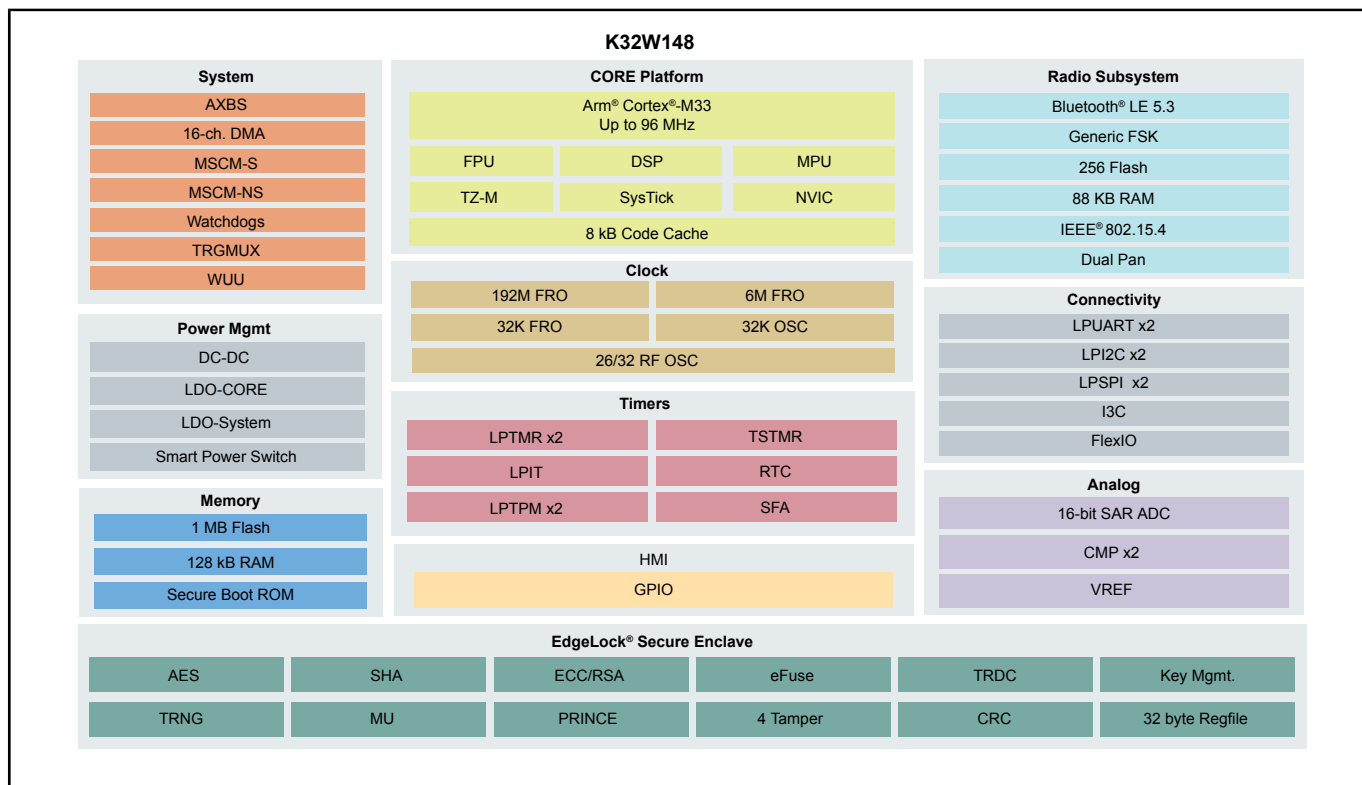 K32W148
System
AXBS
16-ch. DMA
MSCM-S
MSCM-NS
Watchdogs
TRGMUX
WUU
Power Mgmt
DC-DC
LDO-CORE
LDO-System
Smart Power Switch
Memory
1 MB Flash
128 kB RAM
Secure Boot ROM
CORE Platform
Arm® Cortex®-M33
Up to 96 MHz
FPU DSP MPU
TZ-M SysTick NVIC
8 kB Code Cache
Clock
192M FRO 6M FRO
32K FRO 32K OSC
26/32 RF OSC
Timers
LPTMR x2 TSTMR
LPIT RTC
LPTPM x2 SFA
HMI
GPIO
Radio Subsystem
Bluetooth® LE 5.3
Generic FSK
256 Flash
88 KB RAM
IEEE® 802.15.4
Dual Pan
Connectivity
LPUART x2
LPI2C x2
LPSPI x2
I3C
FlexIO
Analog
16-bit SAR ADC
CMP x2
VREF
EdgeLock® Secure Enclave
AES SHA ECC/RSA eFuse TRDC Key Mgmt.
TRNG MU PRINCE 4 Tamper CRC 32 byte Regfile